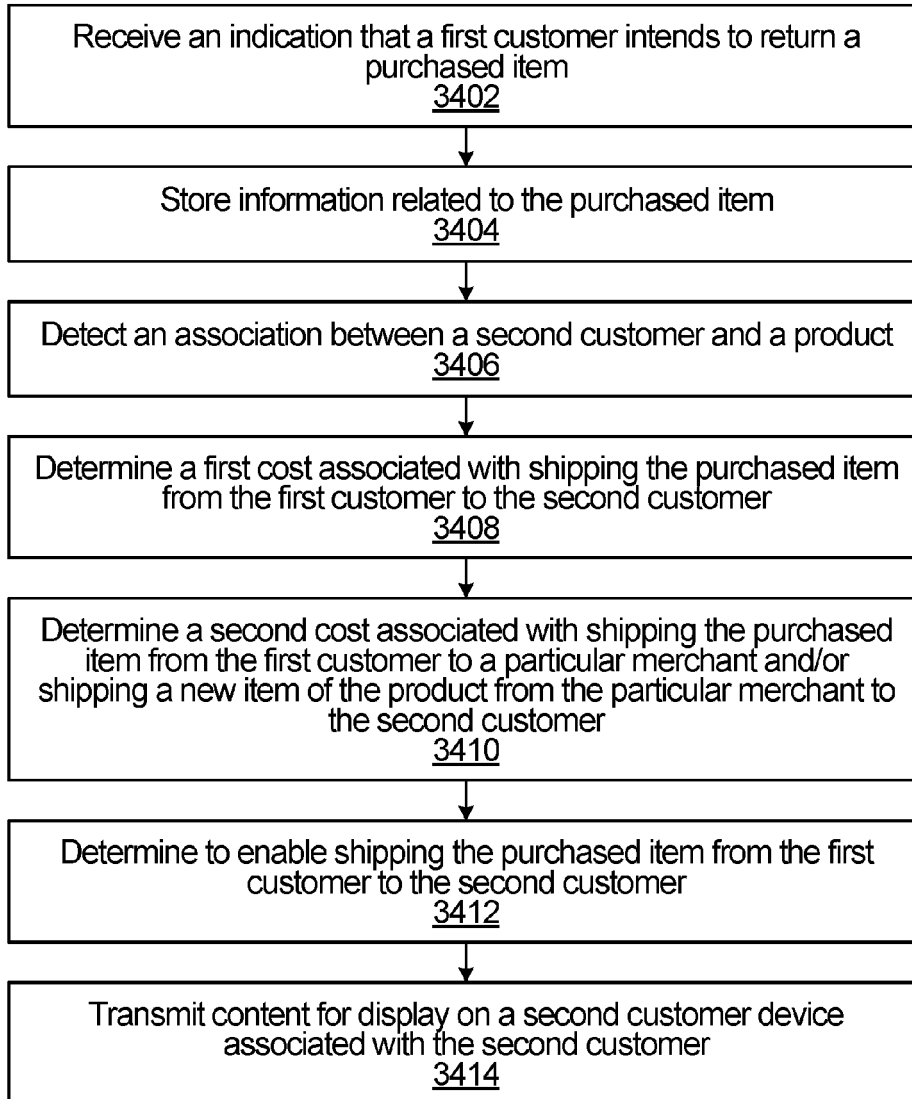 Receive an indication that a first customer intends to return a
purchased item
3402
Store information related to the purchased item
3404
Detect an association between a second customer and a product
3406
Determine a first cost associated with shipping the purchased item
from the first customer to the second customer
3408
Determine a second cost associated with shipping the purchased
item from the first customer to a particular merchant and/or
shipping a new item of the product from the particular merchant to
the second customer
3410
Determine to enable shipping the purchased item from the first
customer to the second customer
3412
Transmit content for display on a second customer device
associated with the second customer
3414